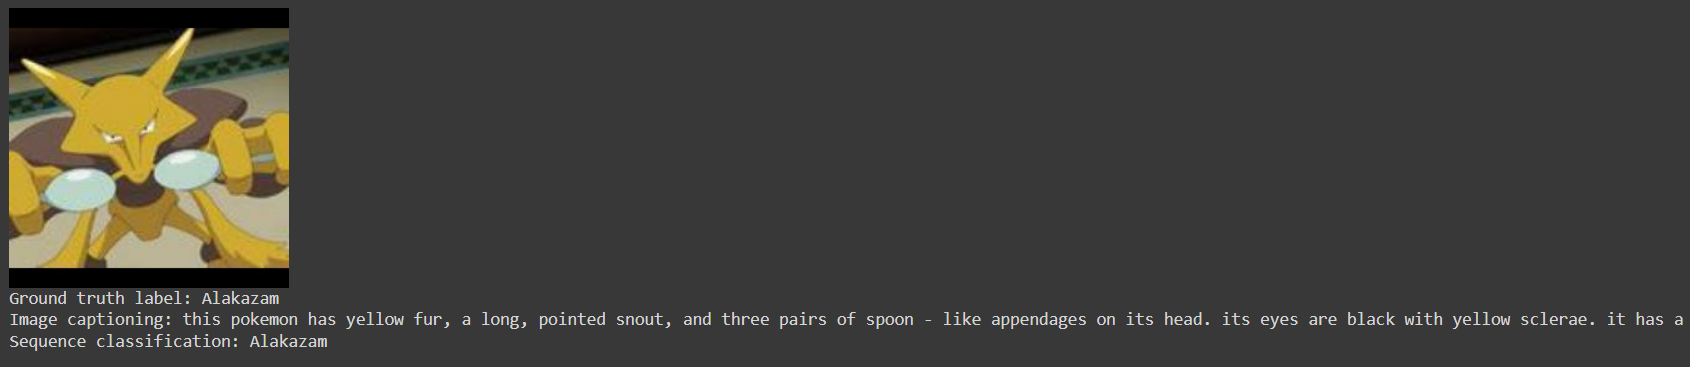 Ground truth label: Alakazam
Image captioning: this pokemon has yellow fur, a long, pointed snout, and three pairs of spoon - like appendages on its head. its eyes are black with yellow sclerae. it has a
Sequence classification: Alakazam